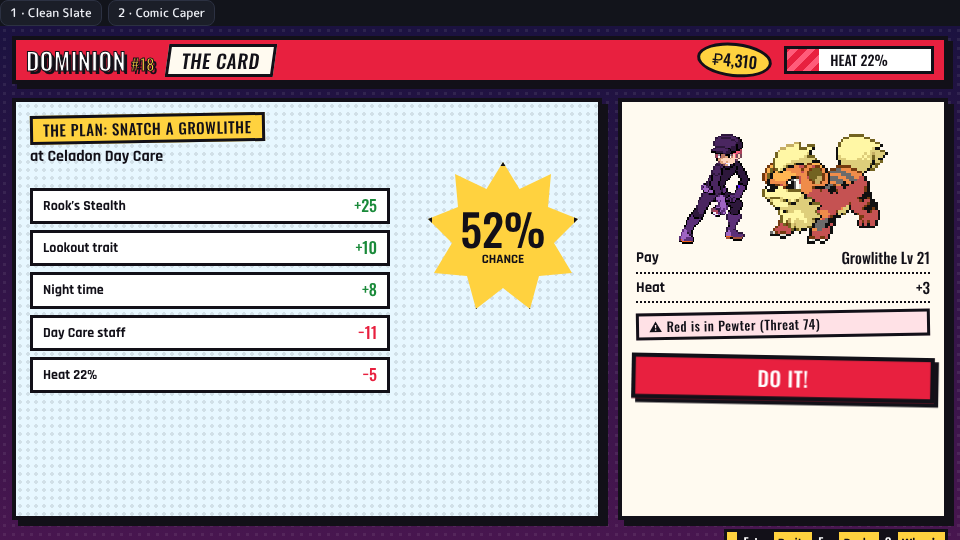 1 · Clean Slate
2 · Comic Caper
DOMINION #18
THE CARD
₽4,310
HEAT 22%
THE PLAN: SNATCH A GROWLITHE
at Celadon Day Care
Rook's Stealth +25
Lookout trait +10
Night time +8
Day Care staff −11
Heat 22% −5
52%
CHANCE
Pay Growlithe Lv 21
Heat +3
⚠ Red is in Pewter (Threat 74)
DO IT!